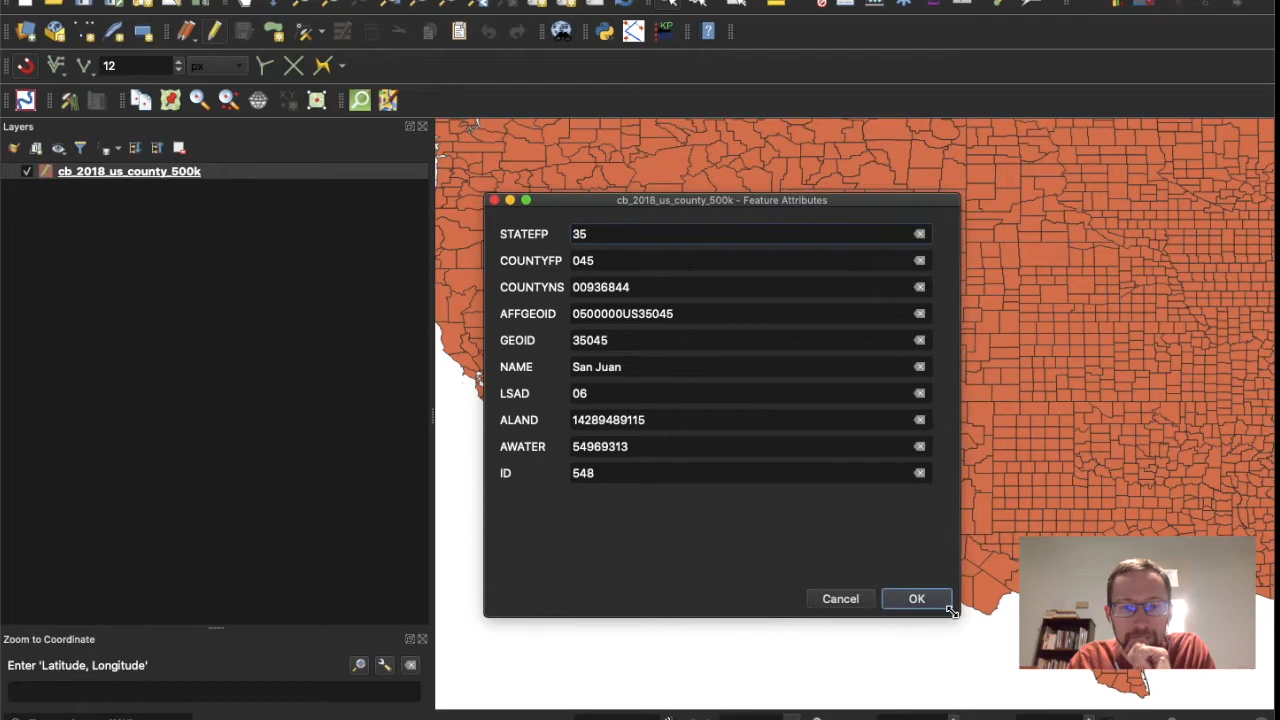 KP
12
px
Layers
cb_2018_us_county_500k
cb_2018_us_county_500k - Feature Attributes
STATEFP 35
COUNTYFP 045
COUNTYNS 00936844
AFFGEOID 0500000US35045
GEOID 35045
NAME San Juan
LSAD 06
ALAND 14289489115
AWATER 54969313
ID 548
Cancel OK
Zoom to Coordinate
Enter 'Latitude, Longitude'